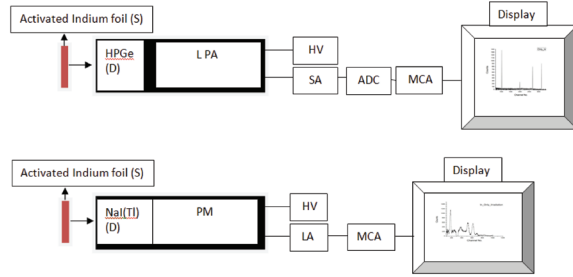 Activated Indium foil (S)
Display
HPGe
(D)
L PA
HV
SA
ADC
MCA
Activated Indium foil (S)
Display
NaI(Tl)
(D)
PM
HV
LA
MCA